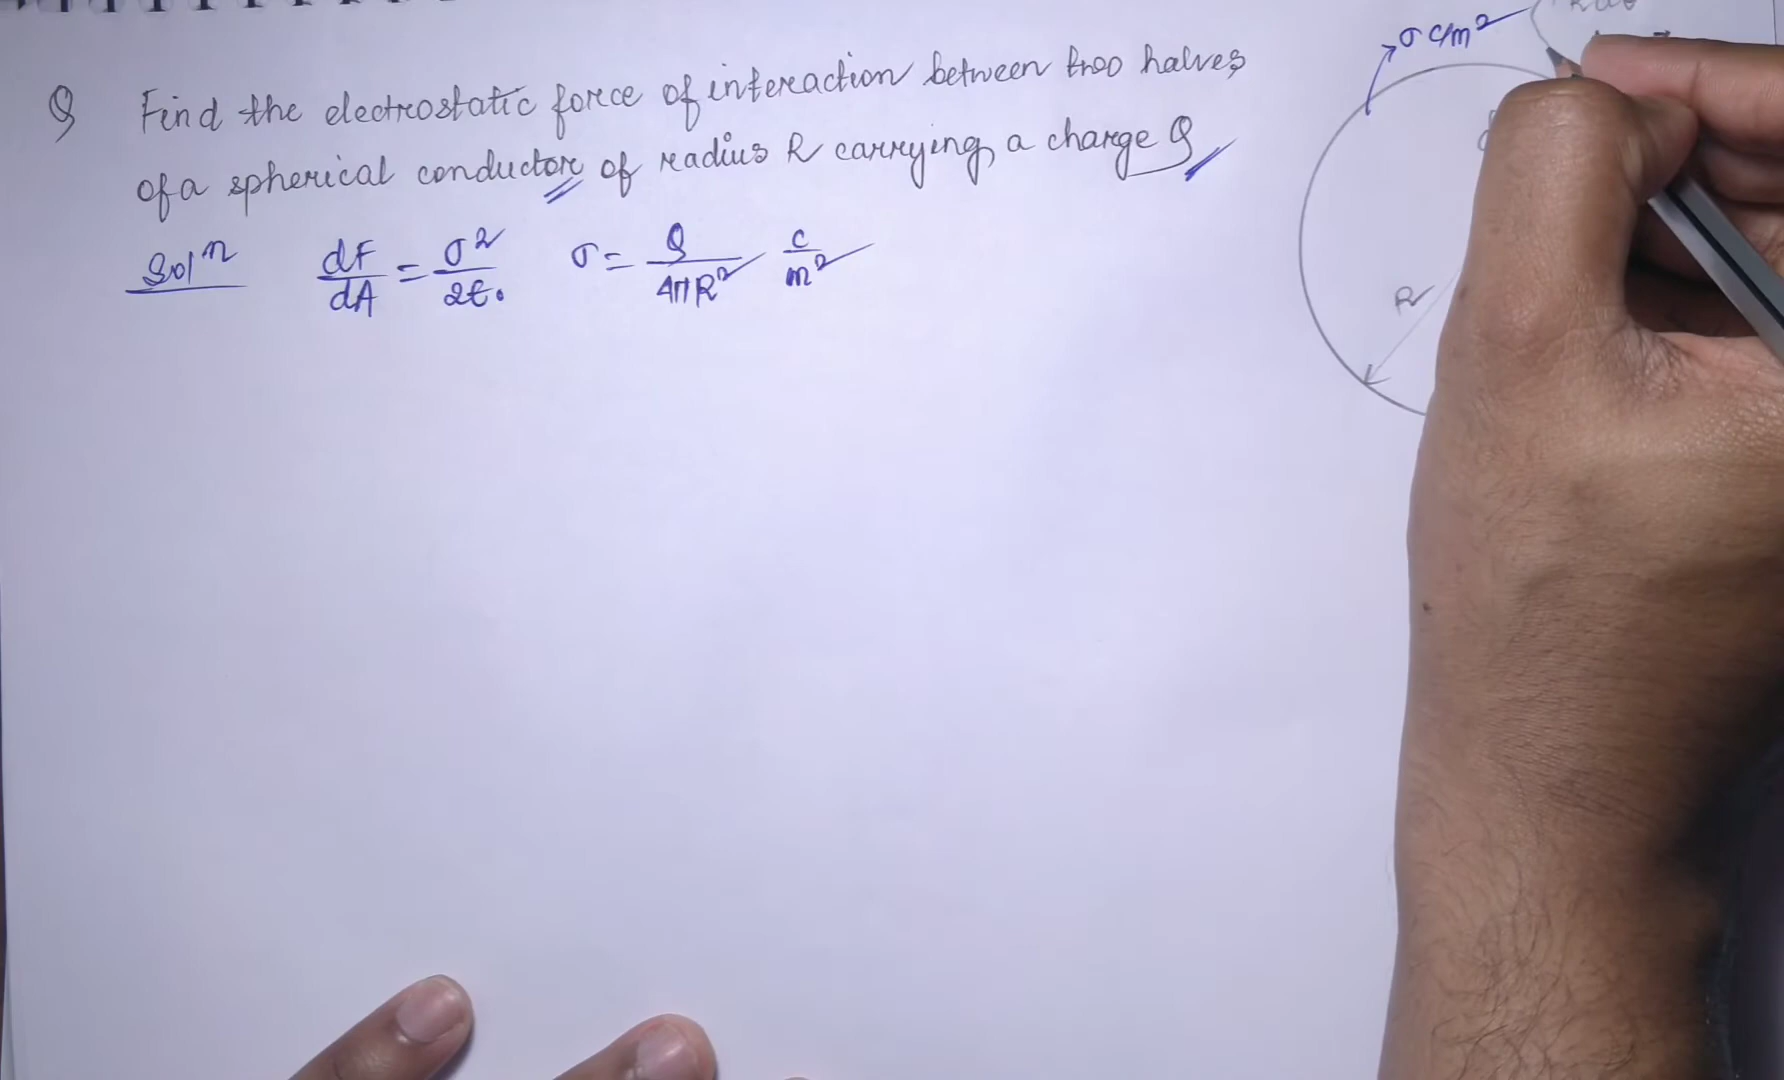 Q Find the electrostatic force of interaction between two halves
of a spherical conductor of radius R carrying a charge Q
Solⁿ dF/dA = σ²/2ε₀ σ = Q/4πR² C/m²
σ C/m²
R